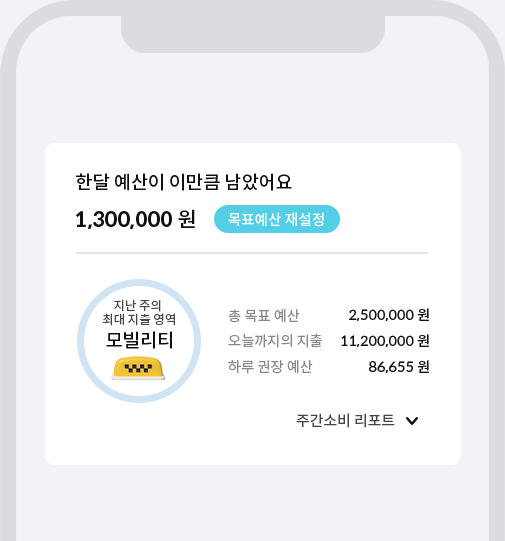 한달 예산이 이만큼 남았어요
1,300,000 원
목표예산 재설정
지난 주의
최대 지출 영역
모빌리티
총 목표 예산 2,500,000 원
오늘까지의 지출 11,200,000 원
하루 권장 예산 86,655 원
주간소비 리포트